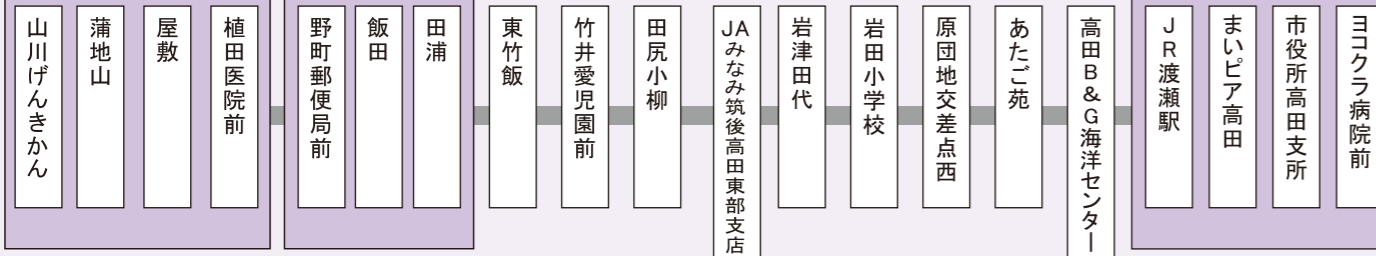 山川げんきかん
蒲地山
屋敷
植田医院前
野町郵便局前
飯田
田浦
東竹飯
竹井愛児園前
田尻小柳
JAみなみ筑後高田東部支店
岩津田代
岩田小学校
原団地交差点西
あたご苑
高田B&G海洋センター
JR渡瀬駅
まいピア高田
市役所高田支所
ヨコクラ病院前